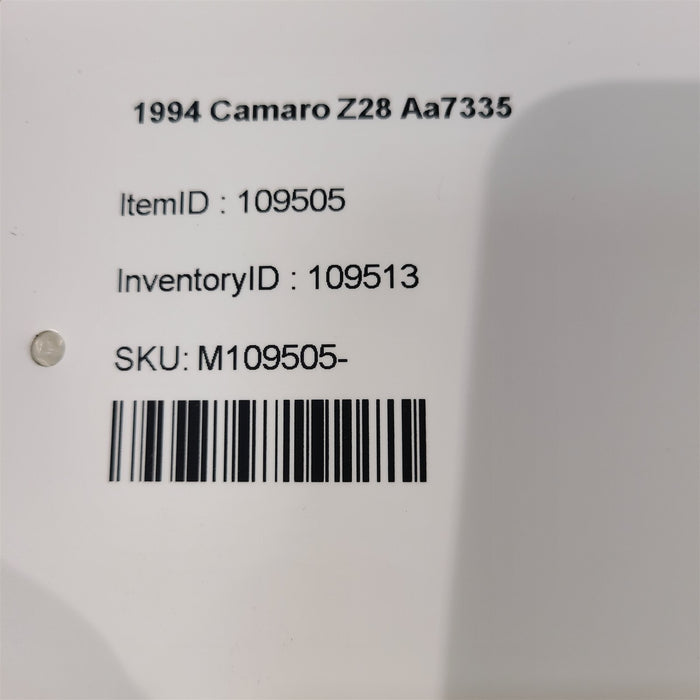 1994 Camaro Z28 Aa7335
ItemID : 109505
InventoryID : 109513
SKU: M109505-